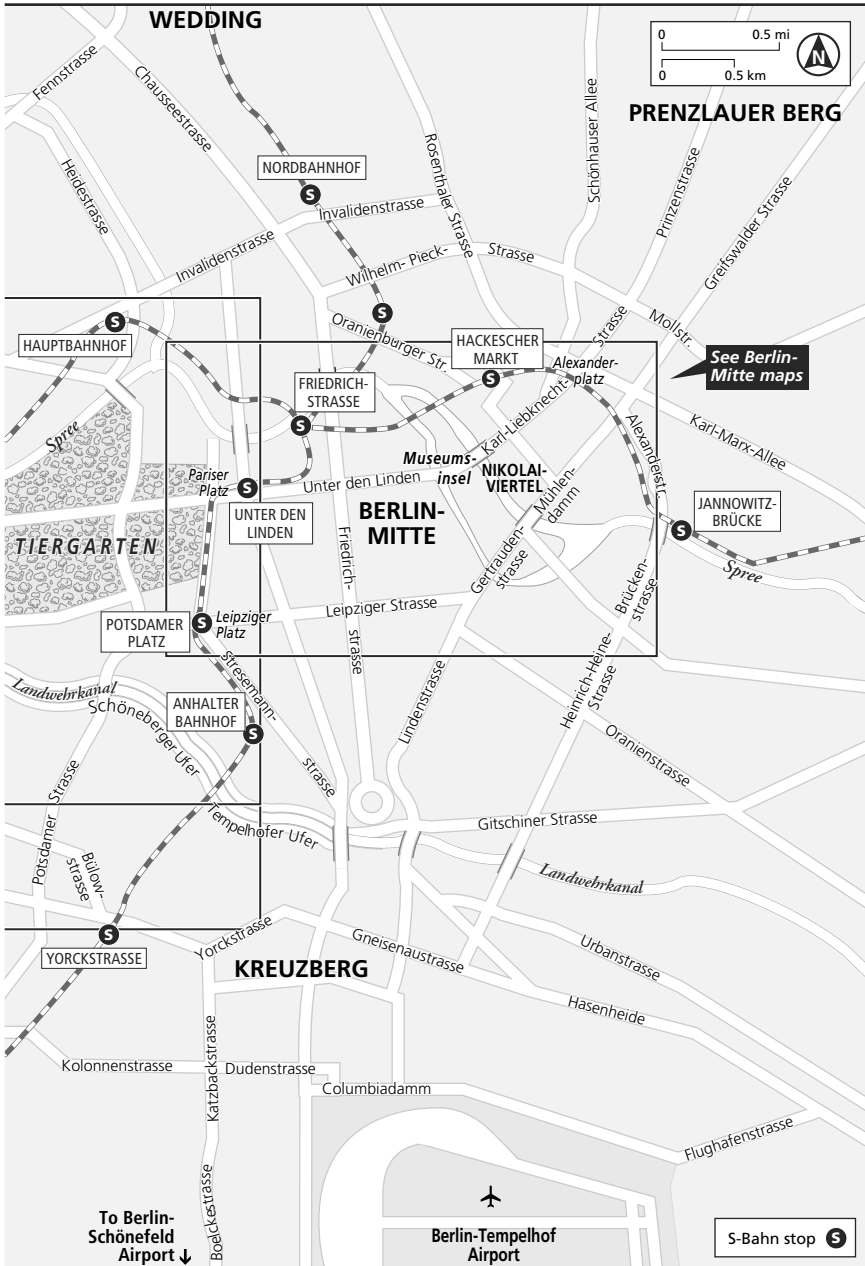 WEDDING
0
0.5 mi
0
0.5 km
N
PRENZLAUER BERG
Fennstrasse
Chausseestrasse
Heidestrasse
NORDBAHNHOF
S
Invalidenstrasse
Invalidenstrasse
Rosenthaler Strasse
Schönhauser Allee
Prinzenstrasse
Greifswalder Strasse
Wilhelm- Pieck-
Strasse
Mollstr.
S
Oranienburger Str.
S
HAUPTBAHNHOF
HACKESCHER
MARKT
S
Alexander-
platz
Strasse
See Berlin-
Mitte maps
FRIEDRICH-
STRASSE
S
Karl-Liebknecht-
Karl-Marx-Allee
Alexanderstr.
Spree
Museums-
insel
NIKOLAI-
VIERTEL
Pariser
Platz
S
Unter den Linden
UNTER DEN
LINDEN
BERLIN-
MITTE
Mühlen-
damm
JANNOWITZ-
BRÜCKE
S
Spree
TIERGARTEN
Friedrich-
strasse
Gertrauden-
strasse
Brücken-
strasse
POTSDAMER
PLATZ
S
Leipziger
Platz
Leipziger Strasse
Stresemann-
strasse
Landwehrkanal
Schöneberger Ufer
ANHALTER
BAHNHOF
S
Lindenstrasse
Heinrich-Heine-
Strasse
Oranienstrasse
Potsdamer Strasse
Tempelhofer Ufer
Gitschiner Strasse
Landwehrkanal
Bülow-
strasse
S
YORCKSTRASSE
Yorckstrasse
KREUZBERG
Gneisenaustrasse
Urbanstrasse
Hasenheide
Kolonnenstrasse
Katzbackstrasse
Dudenstrasse
Columbiadamm
Flughafenstrasse
Boelckestrasse
To Berlin-
Schönefeld
Airport ↓
Berlin-Tempelhof
Airport
S-Bahn stop S